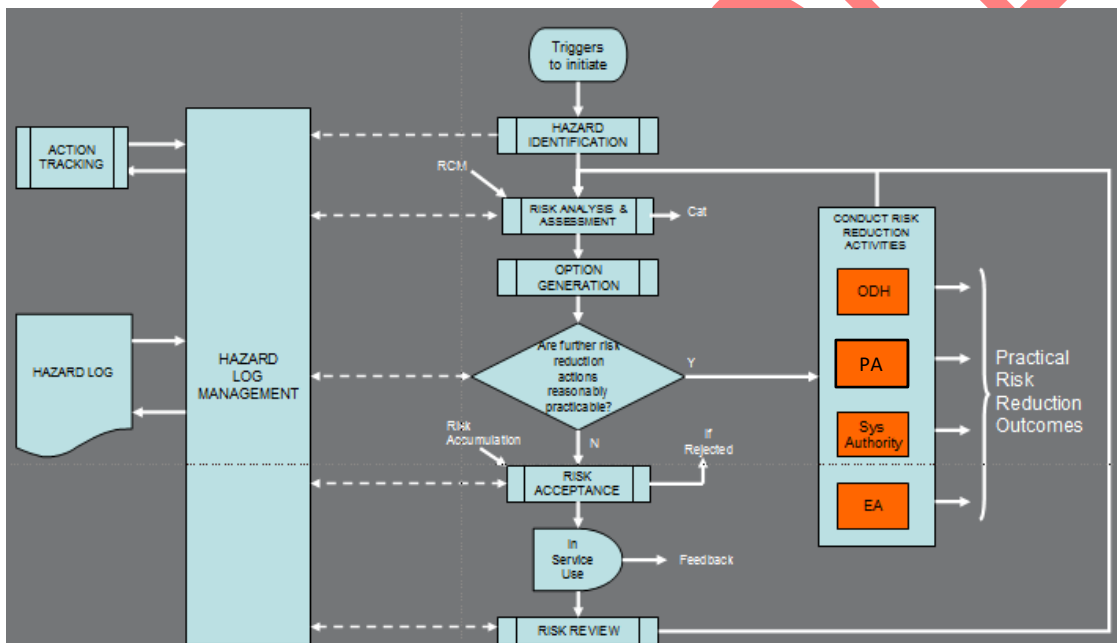 Triggers
to initiate
HAZARD
IDENTIFICATION
ACTION
TRACKING
RCM
RISK ANALYSIS &
ASSESSMENT
Cat
CONDUCT RISK
REDUCTION
ACTIVITIES
OPTION
GENERATION
ODH
HAZARD LOG
HAZARD
LOG
MANAGEMENT
Are further risk
reduction
actions
reasonably
practicable?
Y
PA
Practical
Risk
Reduction
Outcomes
Risk
Accumulation
N
If
Rejected
Sys
Authority
RISK
ACCEPTANCE
EA
In
Service
Use
Feedback
RISK REVIEW